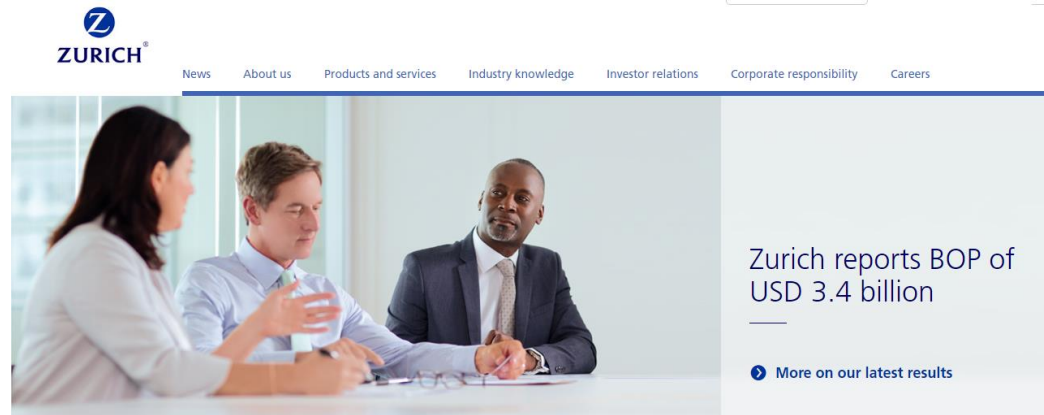 ZURICH®
News About us Products and services Industry knowledge Investor relations Corporate responsibility Careers
Zurich reports BOP of
USD 3.4 billion
More on our latest results